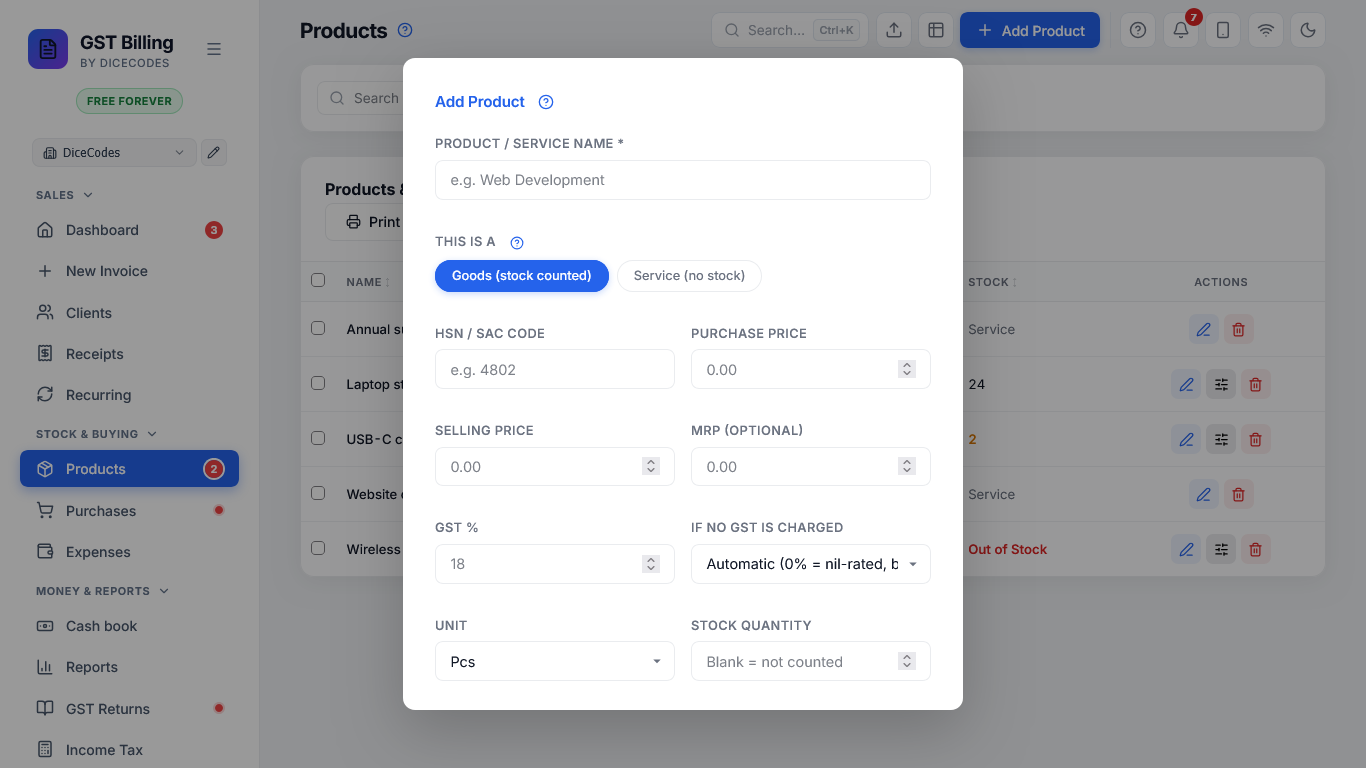 GST Billing
BY DICECODES
FREE FOREVER
DiceCodes
SALES
Dashboard 3
New Invoice
Clients
Receipts
Recurring
STOCK & BUYING
Products 2
Purchases
Expenses
MONEY & REPORTS
Cash book
Reports
GST Returns
Income Tax
Products
Search... Ctrl+K
Add Product
7
Search
Products &
Print
NAME STOCK ACTIONS
Annual Service
Laptop 24
USB-C 2
Website Service
Wireless Out of Stock
Add Product
PRODUCT / SERVICE NAME *
e.g. Web Development
THIS IS A
Goods (stock counted) Service (no stock)
HSN / SAC CODE PURCHASE PRICE
e.g. 4802 0.00
SELLING PRICE MRP (OPTIONAL)
0.00 0.00
GST % IF NO GST IS CHARGED
18 Automatic (0% = nil-rated, b
UNIT STOCK QUANTITY
Pcs Blank = not counted